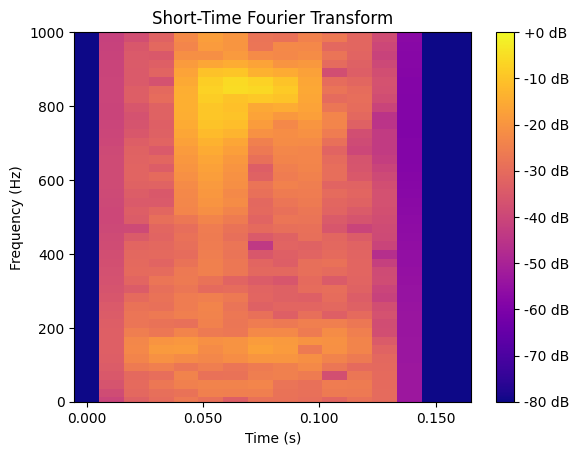 Short-Time Fourier Transform
Frequency (Hz)
1000
800
600
400
200
0
0.000
0.050
0.100
0.150
Time (s)
+0 dB
-10 dB
-20 dB
-30 dB
-40 dB
-50 dB
-60 dB
-70 dB
-80 dB